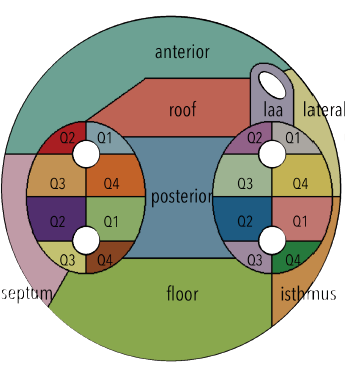 anterior
roof
laa
lateral
Q2 Q1
Q2 Q1
Q3 Q4
Q3 Q4
posterior
Q2 Q1
Q2 Q1
Q3 Q4
Q3 Q4
septum
floor
isthmus